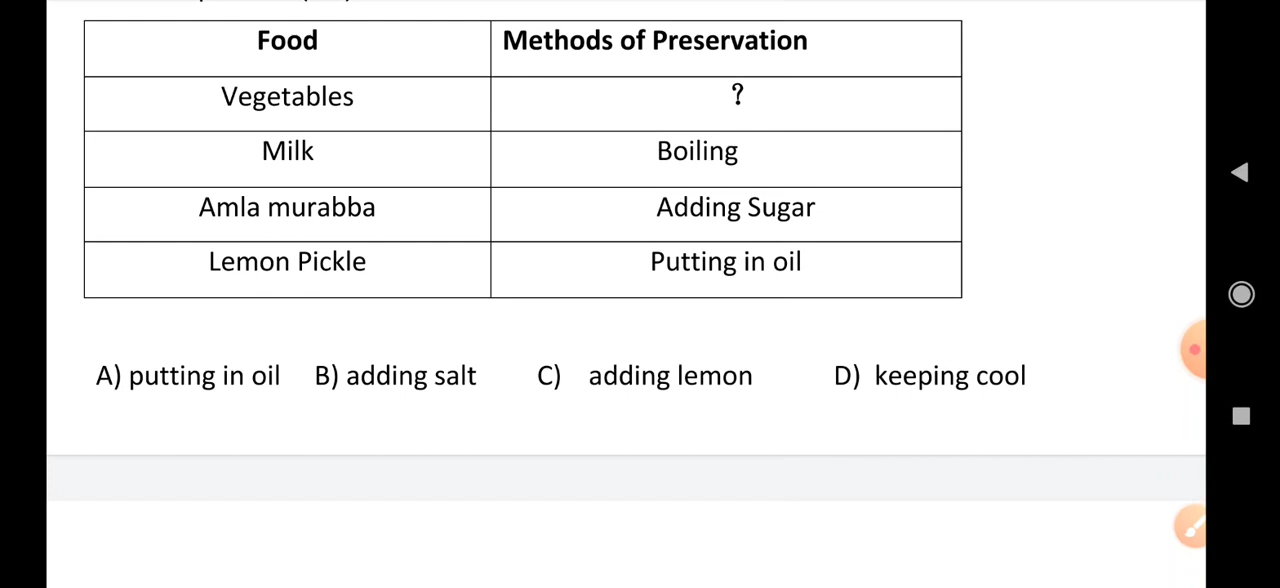 Food Methods of Preservation
Vegetables ?
Milk Boiling
Amla murabba Adding Sugar
Lemon Pickle Putting in oil
A) putting in oil B) adding salt C) adding lemon D) keeping cool